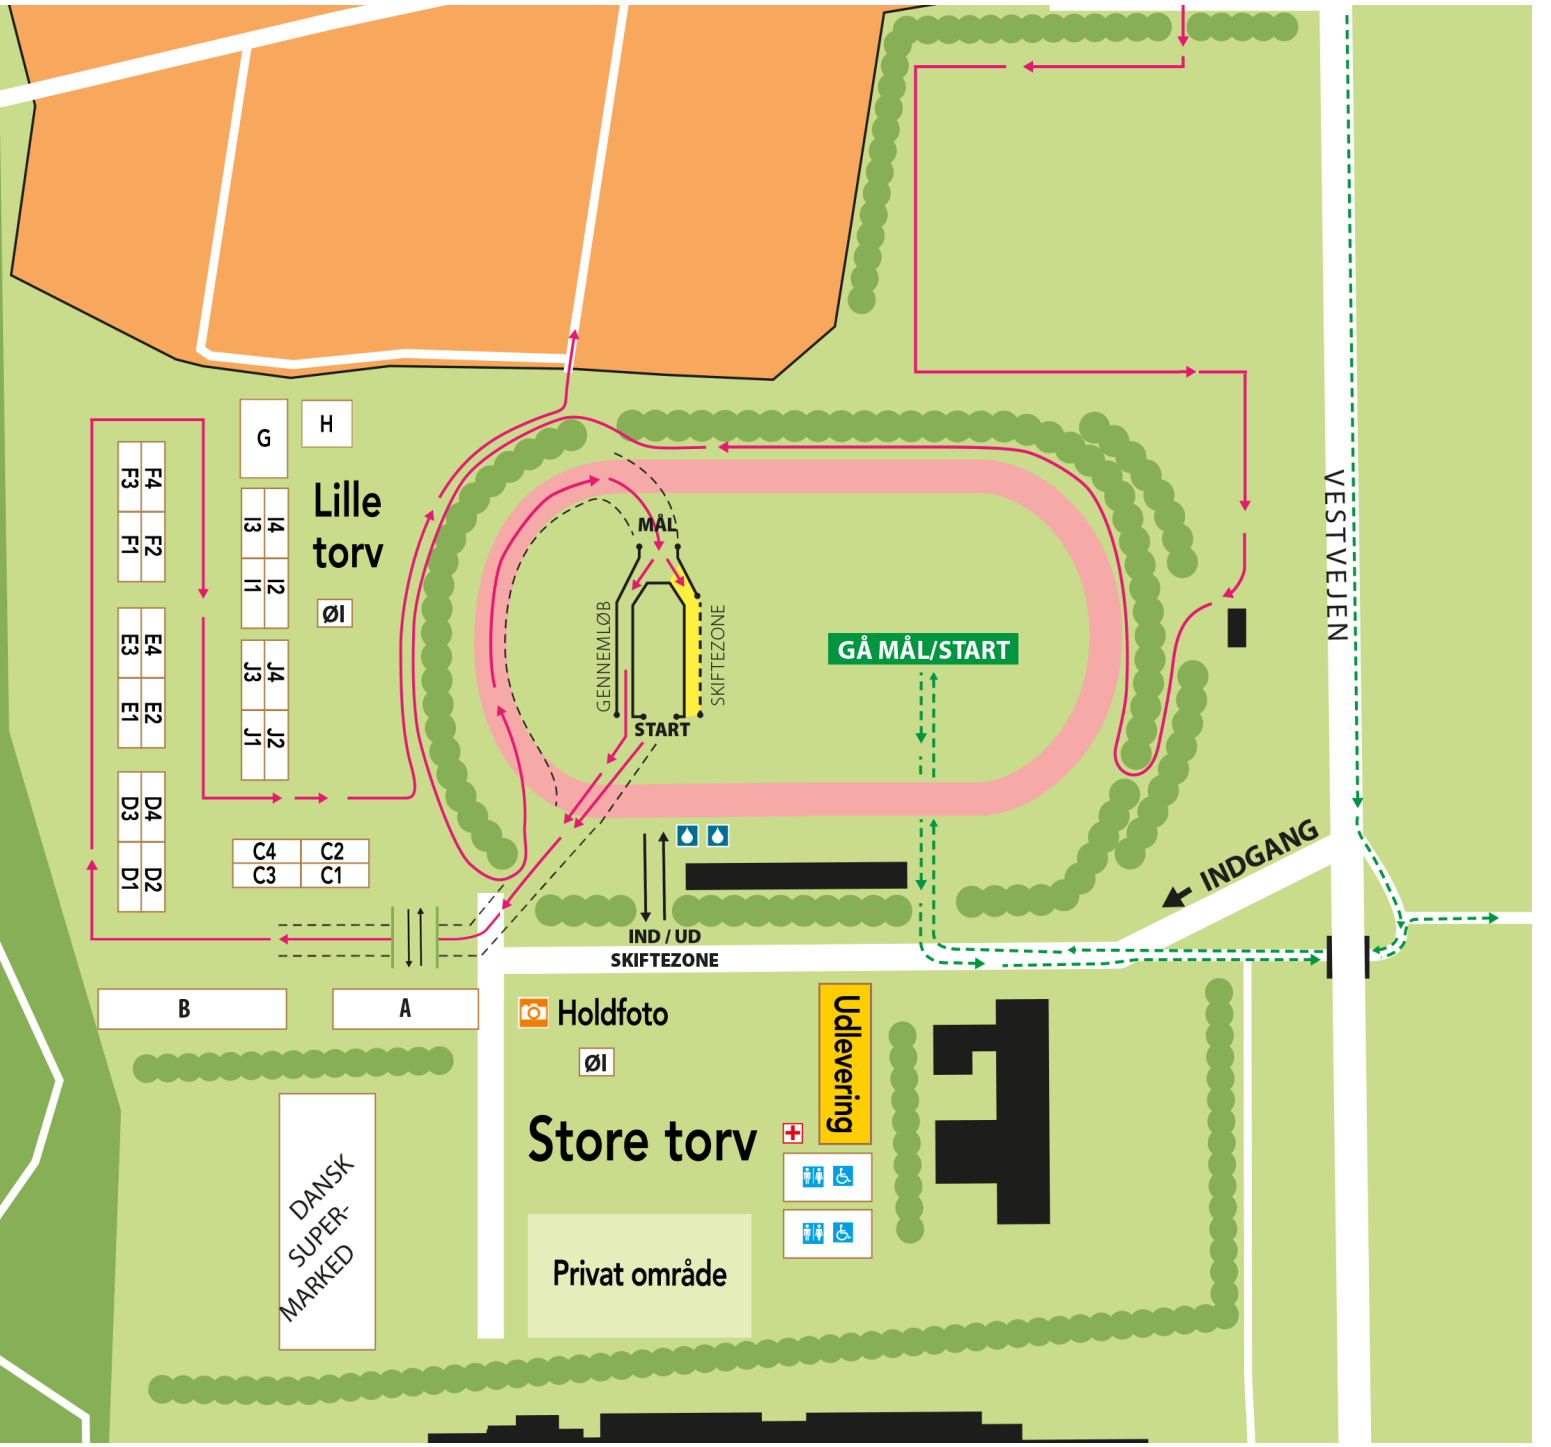 G
H
F3 F4
F1 F2
Lille
torv
I3 I4
I1 I2
ØI
MÅL
GENNEMLØB
SKIFTEZONE
START
GÅ MÅL/START
VESTVEJEN
E3 E4
E1 E2
J3 J4
J1 J2
D3 D4
D1 D2
C4 C2
C3 C1
INDGANG
IND / UD
SKIFTEZONE
B
A
Holdfoto
ØI
Udlevering
Store torv
DANSK
SUPER-
MARKED
Privat område